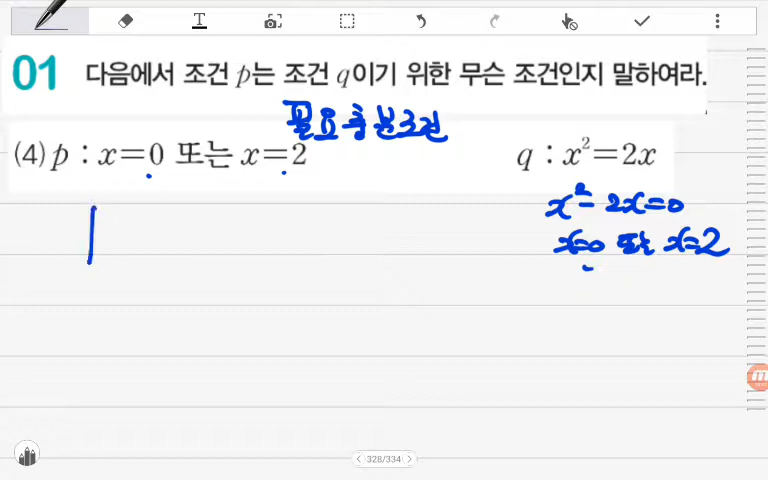 01 다음에서 조건 p는 조건 q이기 위한 무슨 조건인지 말하여라.
필요충분조건
(4) p : x=0 또는 x=2 q : x²=2x
x²-2x=0
x=0 또는 x=2
328/334